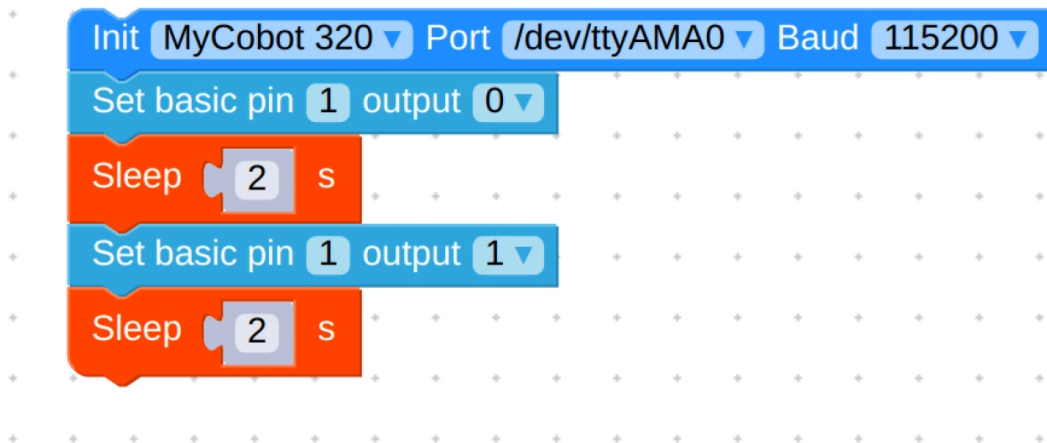 Init MyCobot 320 Port /dev/ttyAMA0 Baud 115200
Set basic pin 1 output 0
Sleep 2 s
Set basic pin 1 output 1
Sleep 2 s